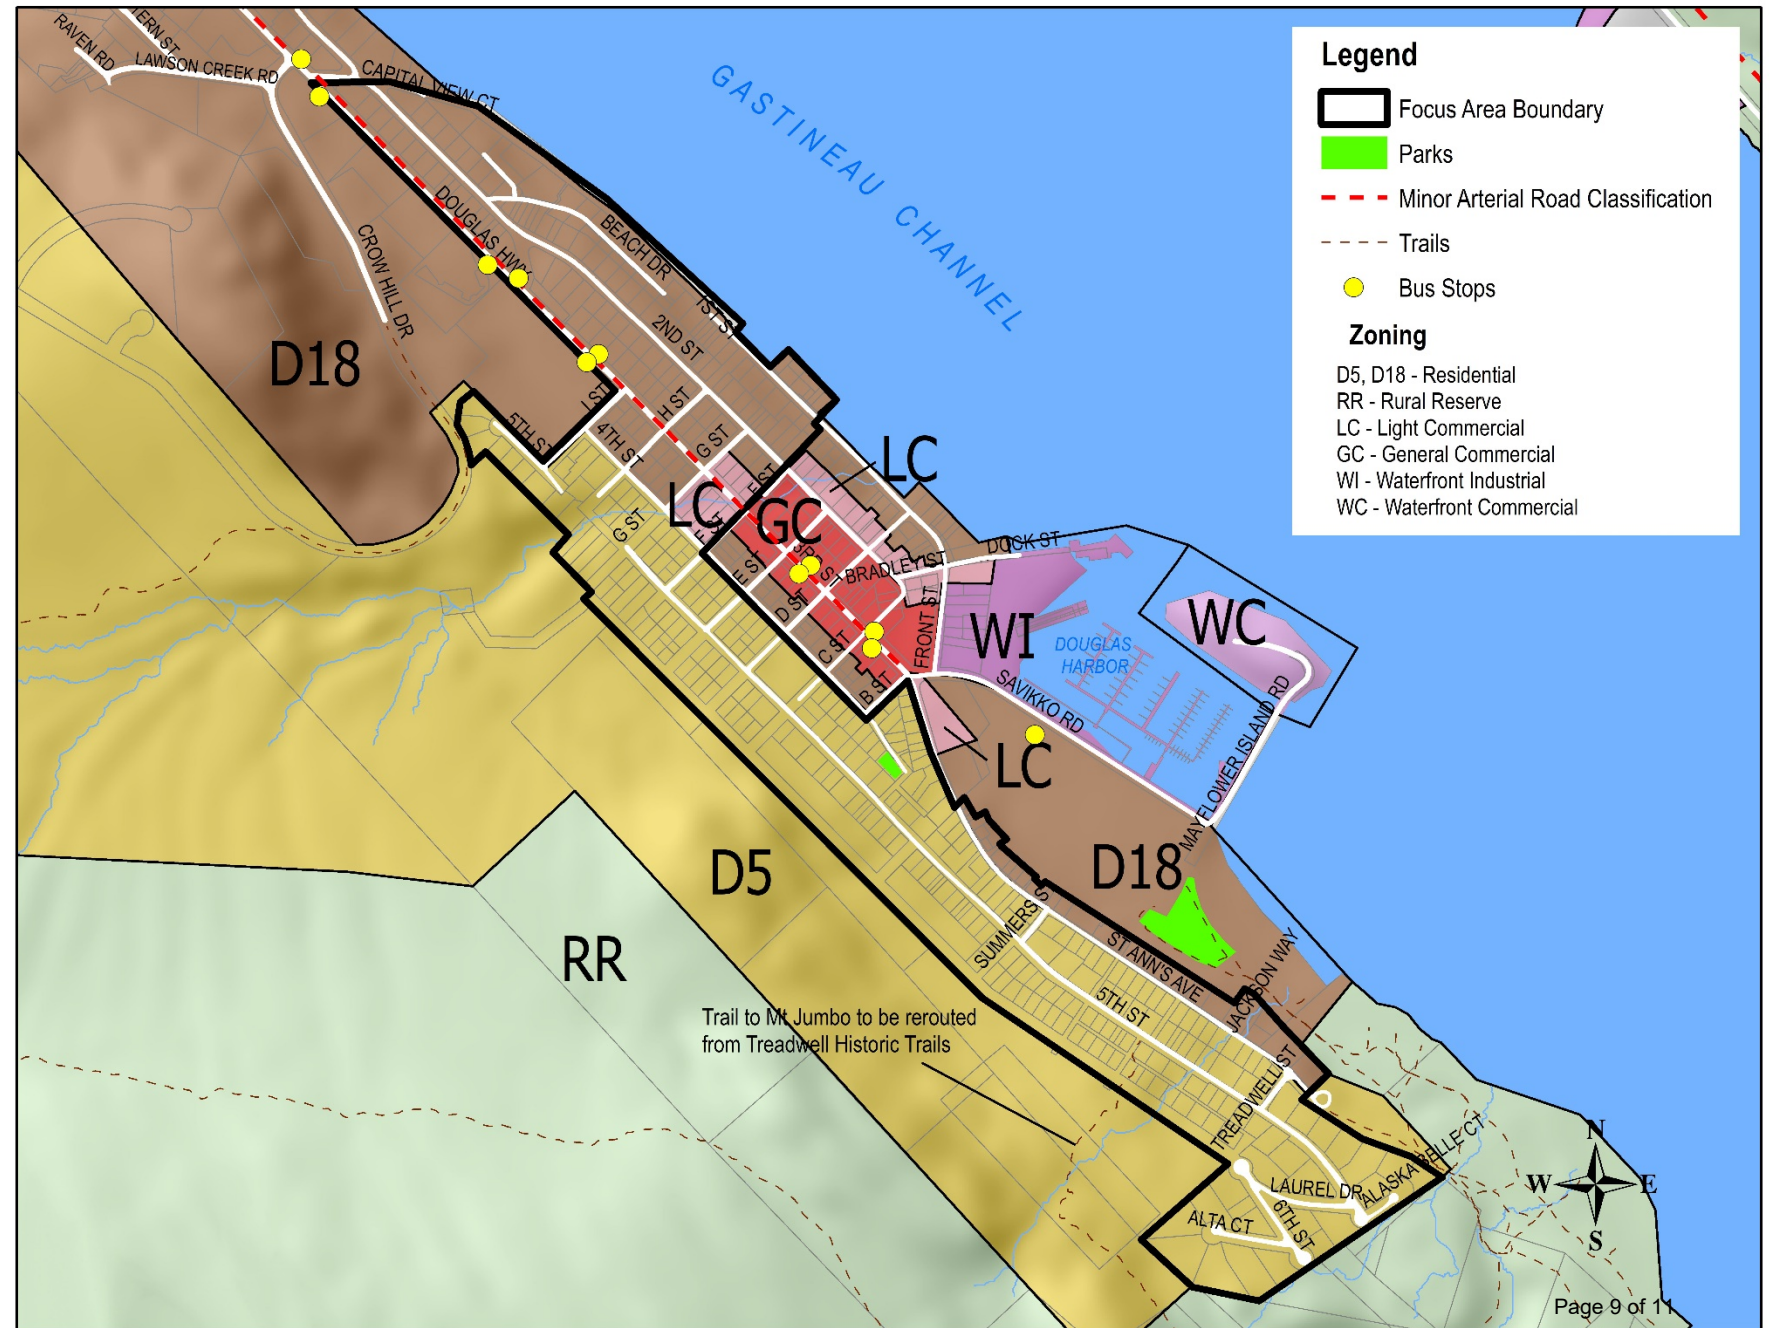 Legend
Focus Area Boundary
Parks
Minor Arterial Road Classification
Trails
Bus Stops
Zoning
D5, D18 - Residential
RR - Rural Reserve
LC - Light Commercial
GC - General Commercial
WI - Waterfront Industrial
WC - Waterfront Commercial
RAVEN RD
LAWSON CREEK RD
CAPITAL VIEW CT
GASTINEAU CHANNEL
DOUGLAS HWY
CROW HILL DR
BEACH DR
1ST ST
2ND ST
D18
I ST
H ST
G ST
5TH ST
4TH ST
G ST
F ST
LC
LC
GC
E ST
3RD ST
D ST
C ST
B ST
BRADLEY ST
DOCK ST
FRONT ST
WI
WC
DOUGLAS
HARBOR
SAVIKKO RD
MAYFLOWER ISLAND RD
LC
D18
D5
RR
SUMMERS ST
ST ANN'S AVE
JACKSON WAY
5TH ST
Trail to Mt Jumbo to be rerouted
from Treadwell Historic Trails
TREADWELL ST
LAUREL DR
ALASKA BELLE CT
ALTA CT
6TH ST
N
W
E
S
Page 9 of 11